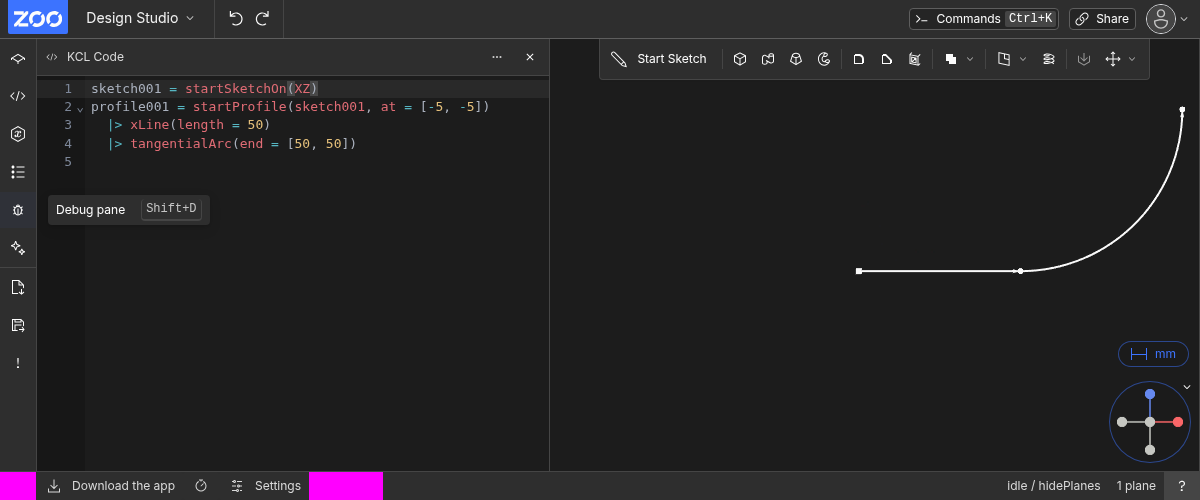 ZOO Design Studio Commands Ctrl+K Share
KCL Code
Start Sketch
1 sketch001 = startSketchOn(XZ)
2 profile001 = startProfile(sketch001, at = [-5, -5])
3 |> xLine(length = 50)
4 |> tangentialArc(end = [50, 50])
5
Debug pane Shift+D
mm
Download the app Settings idle / hidePlanes 1 plane ?